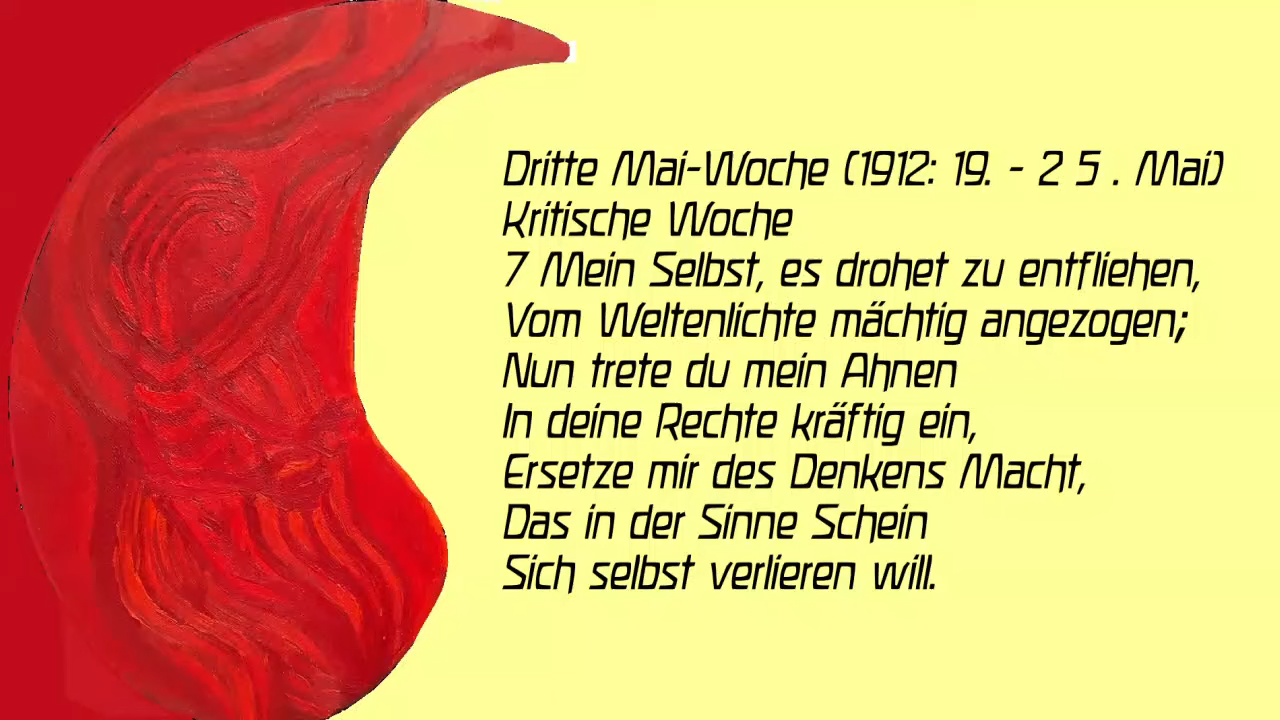 Dritte Mai-Woche (1912: 19. - 2 5 . Mai)
Kritische Woche
7 Mein Selbst, es drohet zu entfliehen,
Vom Weltenlichte mächtig angezogen;
Nun trete du mein Ahnen
In deine Rechte kräftig ein,
Ersetze mir des Denkens Macht,
Das in der Sinne Schein
Sich selbst verlieren will.